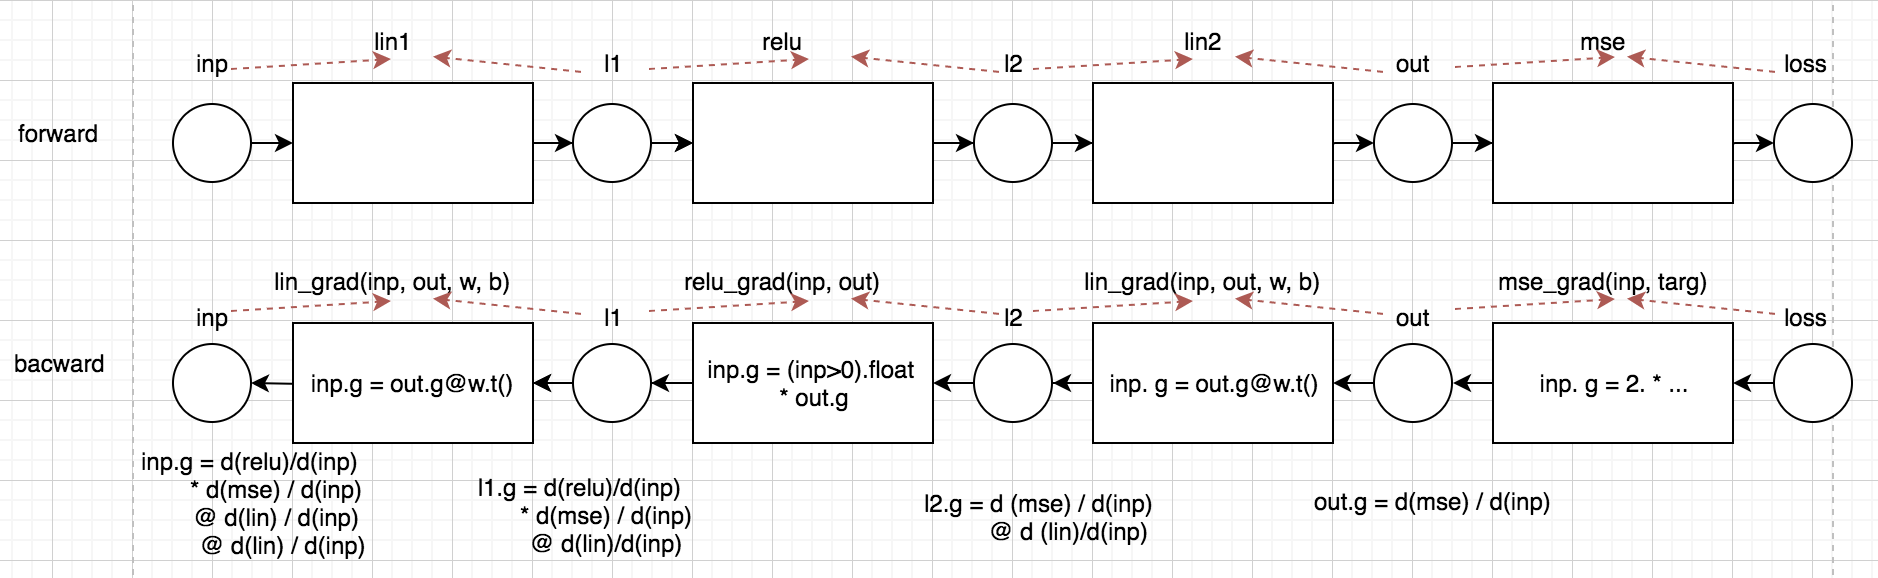 lin1
relu
lin2
mse
inp
l1
l2
out
loss
forward
lin_grad(inp, out, w, b)
relu_grad(inp, out)
lin_grad(inp, out, w, b)
mse_grad(inp, targ)
inp
l1
l2
out
loss
bacward
inp.g = out.g@w.t()
inp.g = (inp>0).float
* out.g
inp. g = out.g@w.t()
inp. g = 2. * ...
inp.g = d(relu)/d(inp)
* d(mse) / d(inp)
@ d(lin) / d(inp)
@ d(lin) / d(inp)
l1.g = d(relu)/d(inp)
* d(mse) / d(inp)
@ d(lin)/d(inp)
l2.g = d (mse) / d(inp)
@ d (lin)/d(inp)
out.g = d(mse) / d(inp)